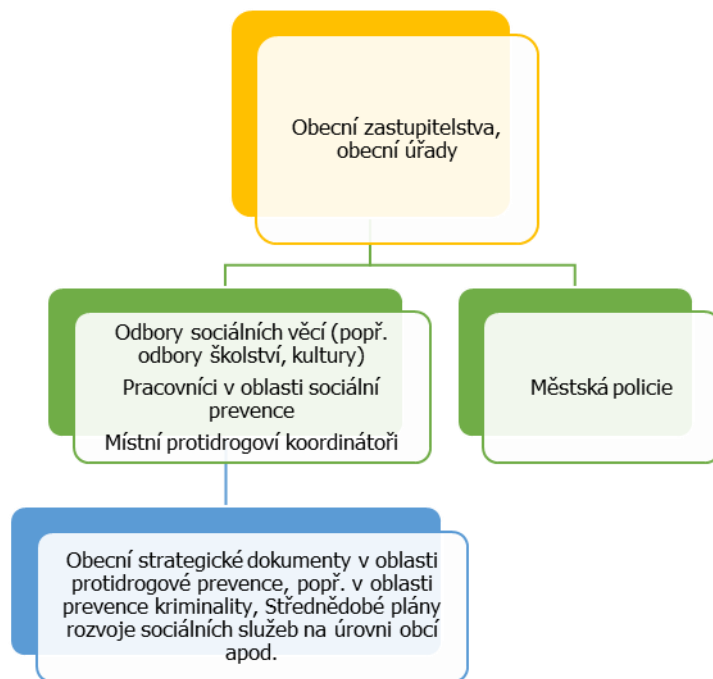 Obecní zastupitelstva,
obecní úřady
Odbory sociálních věcí (popř.
odbory školství, kultury)
Pracovníci v oblasti sociální
prevence
Místní protidrogoví koordinátoři
Městská policie
Obecní strategické dokumenty v oblasti
protidrogové prevence, popř. v oblasti
prevence kriminality, Střednědobé plány
rozvoje sociálních služeb na úrovni obcí
apod.